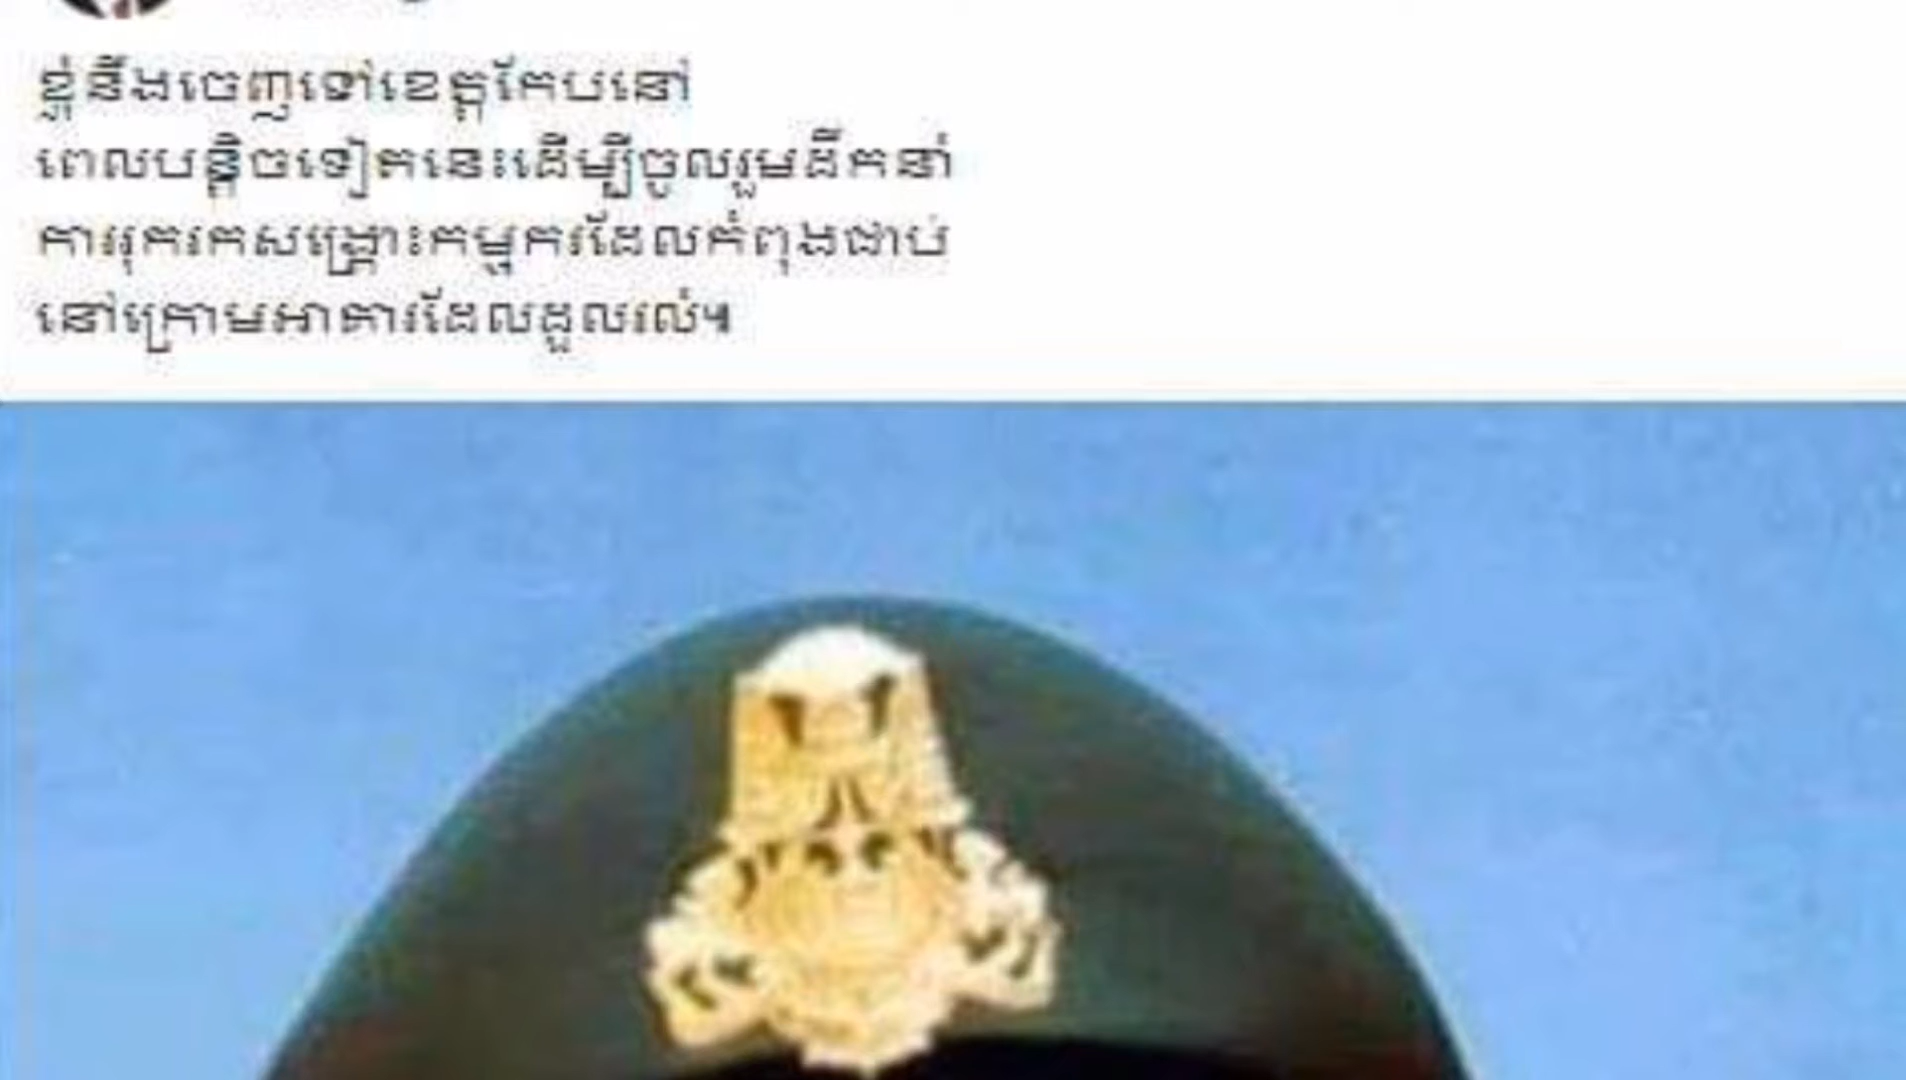 ខ្ញុំនឹងចេញទៅខេត្តកែបនៅ
ពេលបន្តិចទៀតនេះដើម្បីចូលរួមដឹកនាំ
ការរុករកសង្គ្រោះកម្មករដែលកំពុងជាប់
នៅក្រោមអាគារដែលដួលរលំ៕